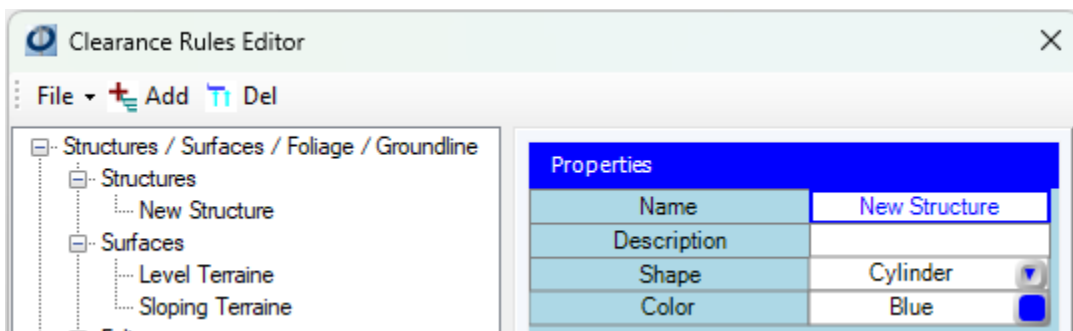 Clearance Rules Editor
File Add Del
Structures / Surfaces / Foliage / Groundline
Structures
New Structure
Surfaces
Level Terraine
Sloping Terraine
Properties
Name New Structure
Description
Shape Cylinder
Color Blue